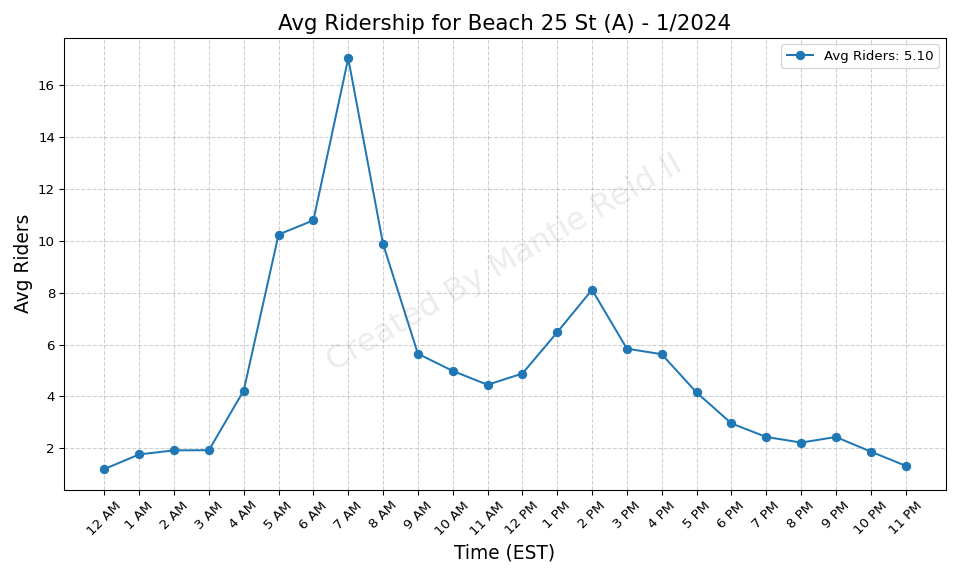 Avg Ridership for Beach 25 St (A) - 1/2024
Avg Riders: 5.10
16
14
12
10
8
6
4
2
Avg Riders
Created By Mantie Reid II
12 AM
1 AM
2 AM
3 AM
4 AM
5 AM
6 AM
7 AM
8 AM
9 AM
10 AM
11 AM
12 PM
1 PM
2 PM
3 PM
4 PM
5 PM
6 PM
7 PM
8 PM
9 PM
10 PM
11 PM
Time (EST)